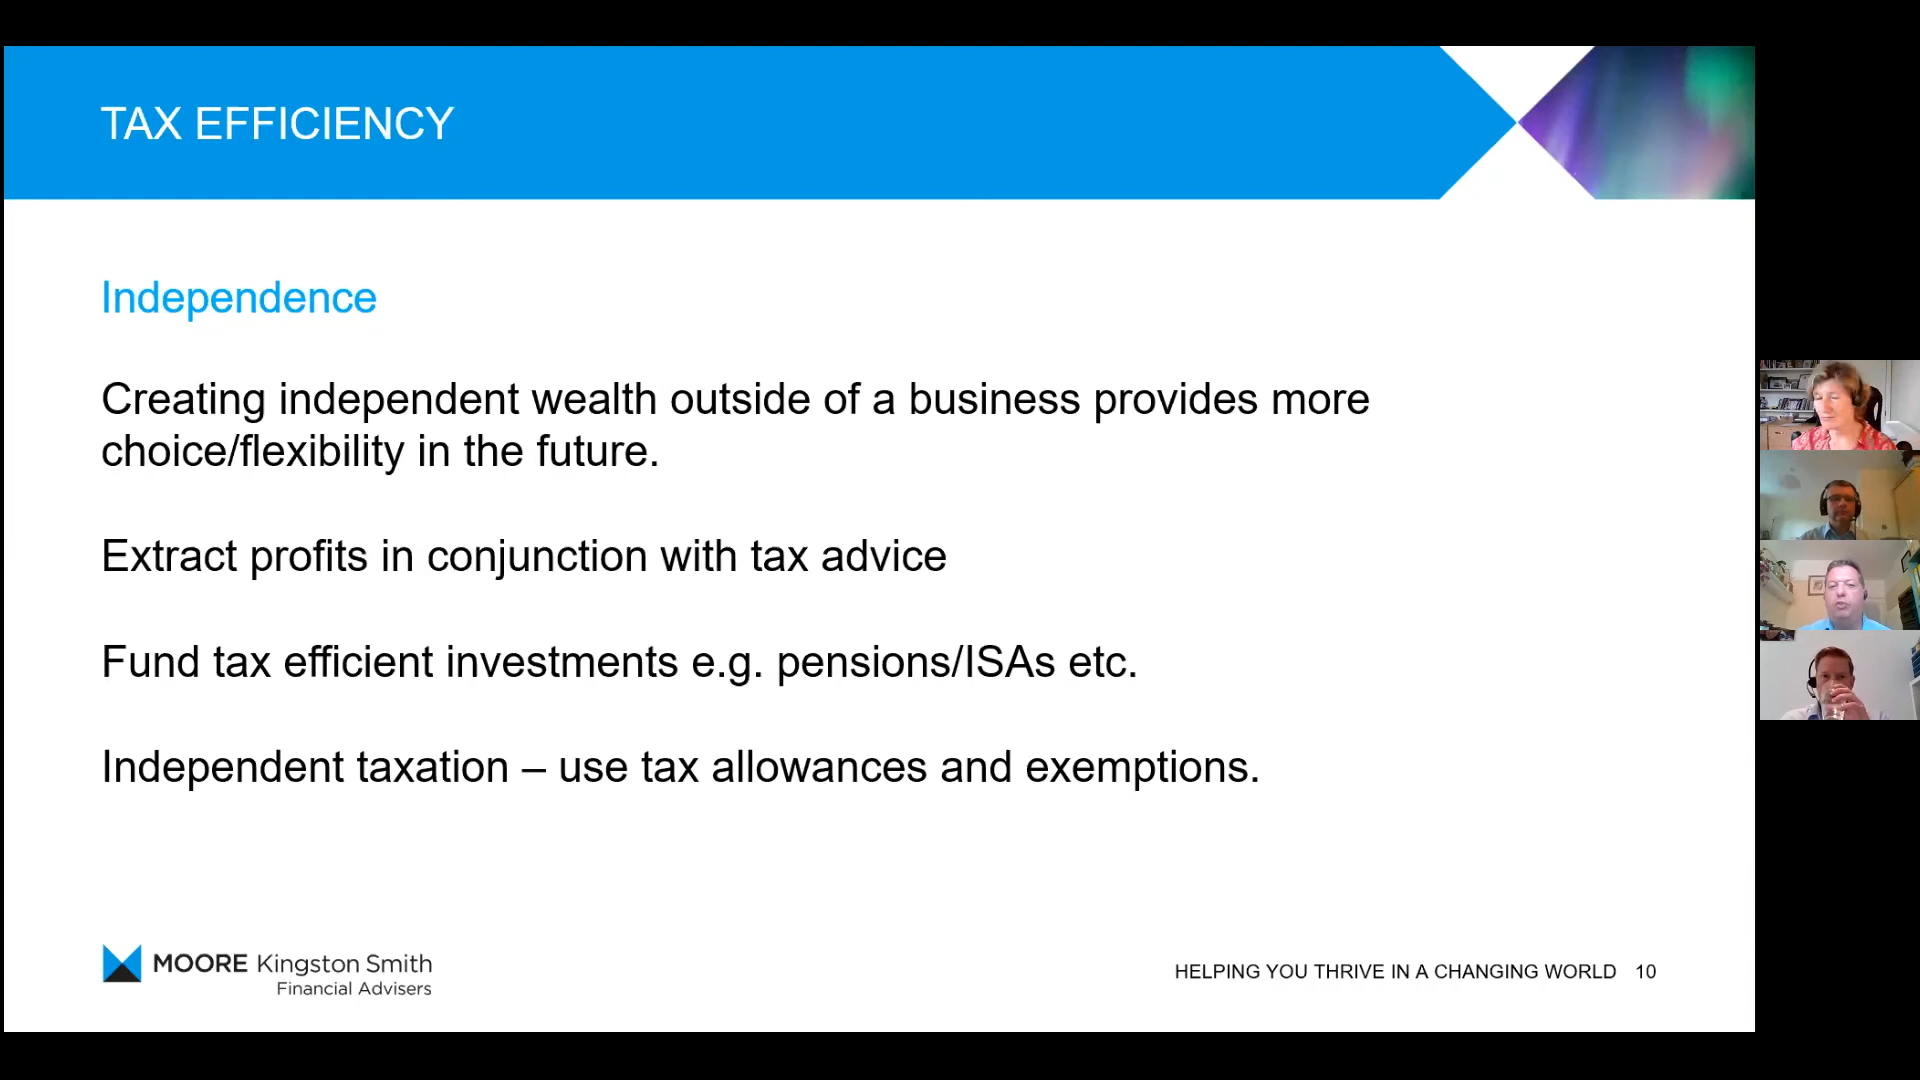 TAX EFFICIENCY
Independence
Creating independent wealth outside of a business provides more
choice/flexibility in the future.
Extract profits in conjunction with tax advice
Fund tax efficient investments e.g. pensions/ISAs etc.
Independent taxation – use tax allowances and exemptions.
MOORE Kingston Smith
Financial Advisers
HELPING YOU THRIVE IN A CHANGING WORLD 10